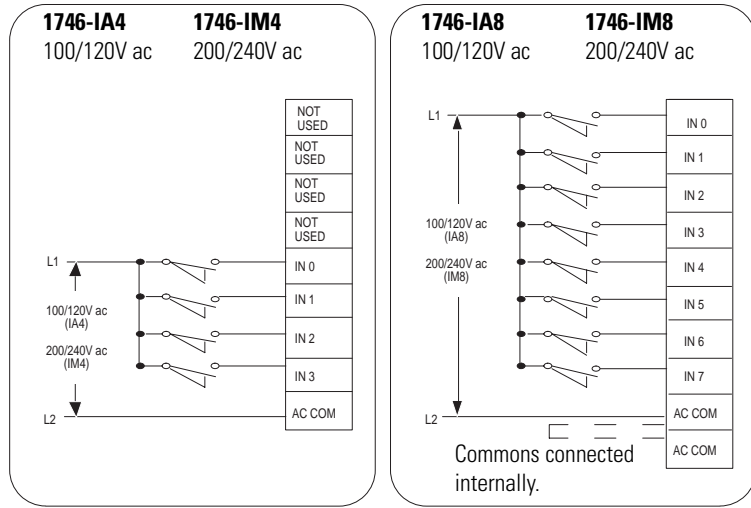 1746-IA4 1746-IM4
100/120V ac 200/240V ac
NOT
USED
NOT
USED
NOT
USED
NOT
USED
L1
IN 0
IN 1
100/120V ac
(IA4)
IN 2
200/240V ac
(IM4)
IN 3
L2
AC COM
1746-IA8 1746-IM8
100/120V ac 200/240V ac
L1
IN 0
IN 1
IN 2
100/120V ac
(IA8)
IN 3
200/240V ac
(IM8)
IN 4
IN 5
IN 6
IN 7
L2
AC COM
AC COM
Commons connected
internally.